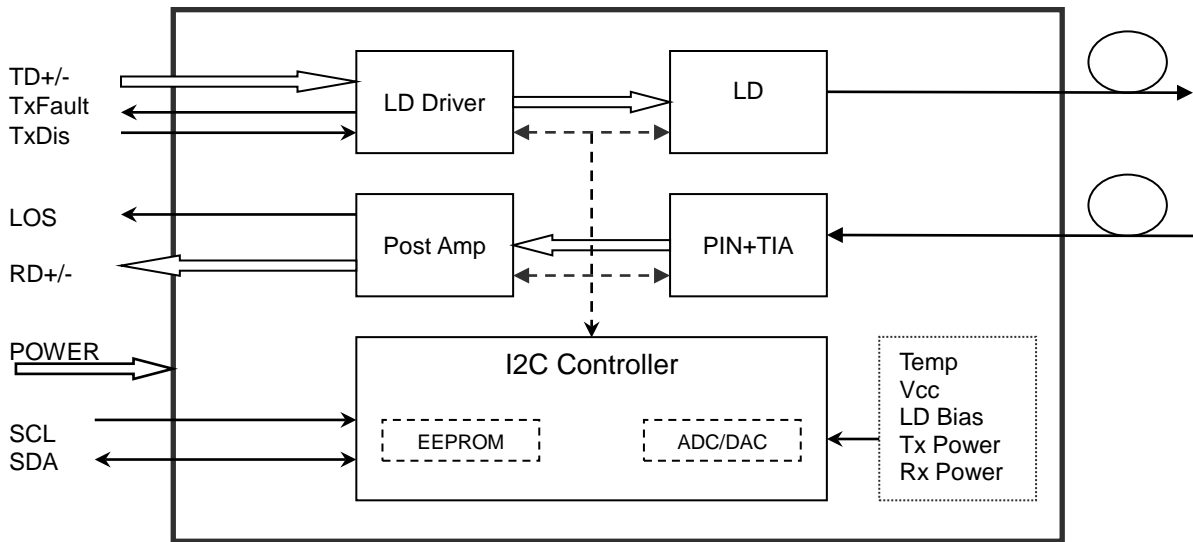 TD+/-
TxFault
TxDis
LD Driver
LD
LOS
RD+/-
Post Amp
PIN+TIA
POWER
SCL
SDA
I2C Controller
EEPROM
ADC/DAC
Temp
Vcc
LD Bias
Tx Power
Rx Power